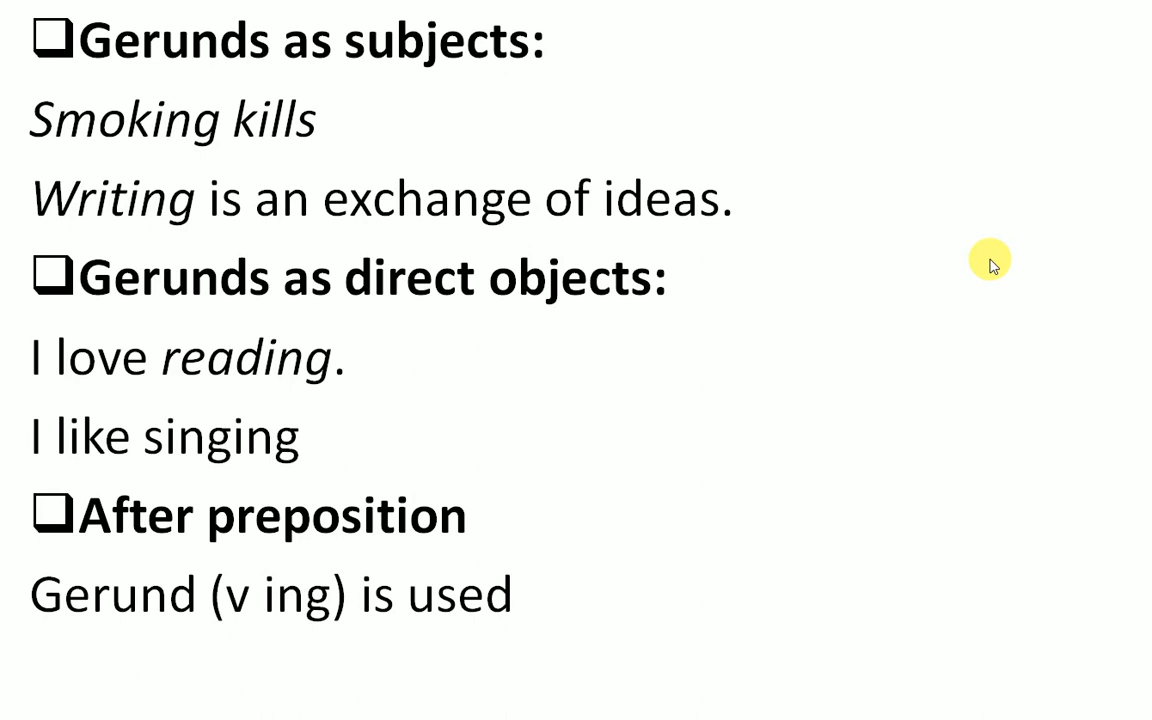 ❑Gerunds as subjects:
Smoking kills
Writing is an exchange of ideas.
❑Gerunds as direct objects:
I love reading.
I like singing
❑After preposition
Gerund (v ing) is used